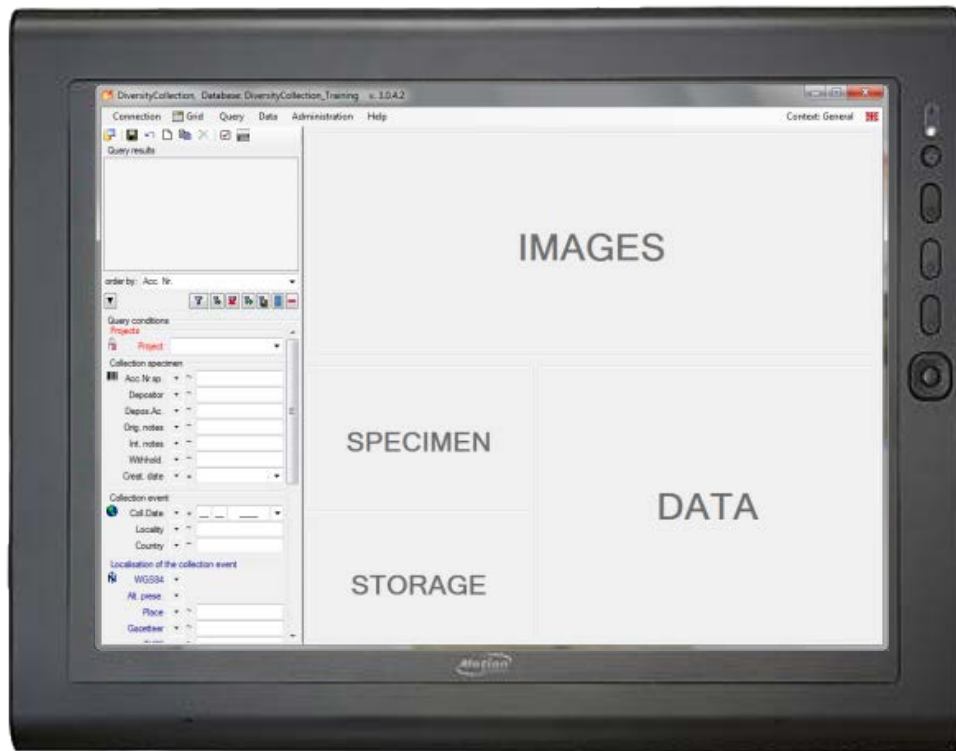 DiversityCollection, Database: DiversityCollection_Training v. 3.0.4.2
Connection Grid Query Data Administration Help Context: General
Query results
order by: Acc. Nr.
Query conditions
Projects
Project
Collection specimen
Acc.Nr.sp. ~
Depositor ~
Depos.Ac. ~
Orig. notes ~
Int. notes ~
Withhold. ~
Creat. date =
Collection event
Coll.Date =
Locality ~
Country ~
Localisation of the collection event
WGS84
Alt. prese.
Place ~
Gazetteer ~
IMAGES
SPECIMEN
STORAGE
DATA
Motion